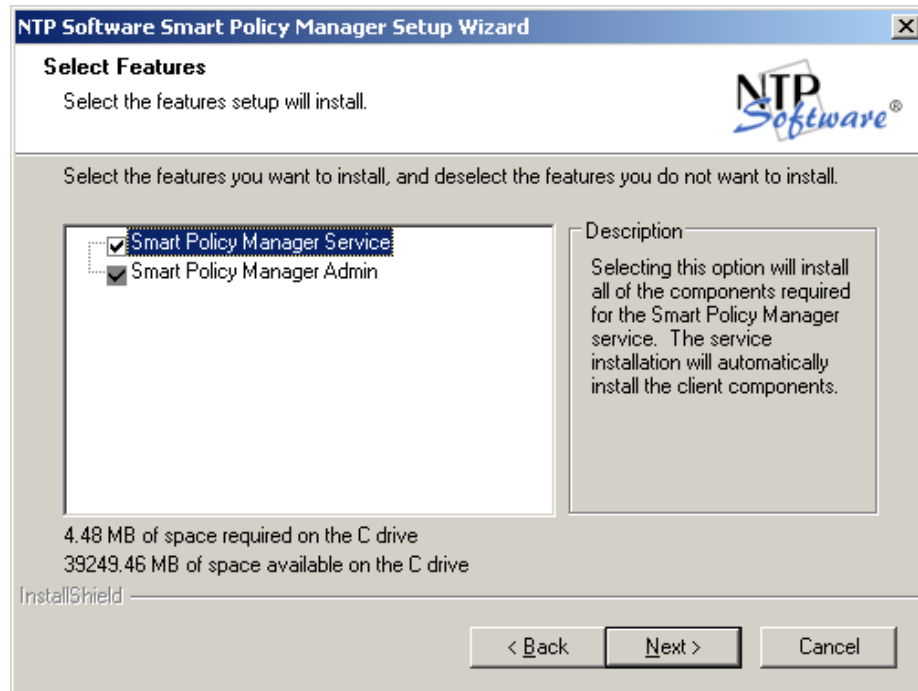 NTP Software Smart Policy Manager Setup Wizard
Select Features
Select the features setup will install.
NTP
Software®
Select the features you want to install, and deselect the features you do not want to install.
Smart Policy Manager Service
Smart Policy Manager Admin
Description
Selecting this option will install
all of the components required
for the Smart Policy Manager
service. The service
installation will automatically
install the client components.
4.48 MB of space required on the C drive
39249.46 MB of space available on the C drive
InstallShield
< Back
Next >
Cancel